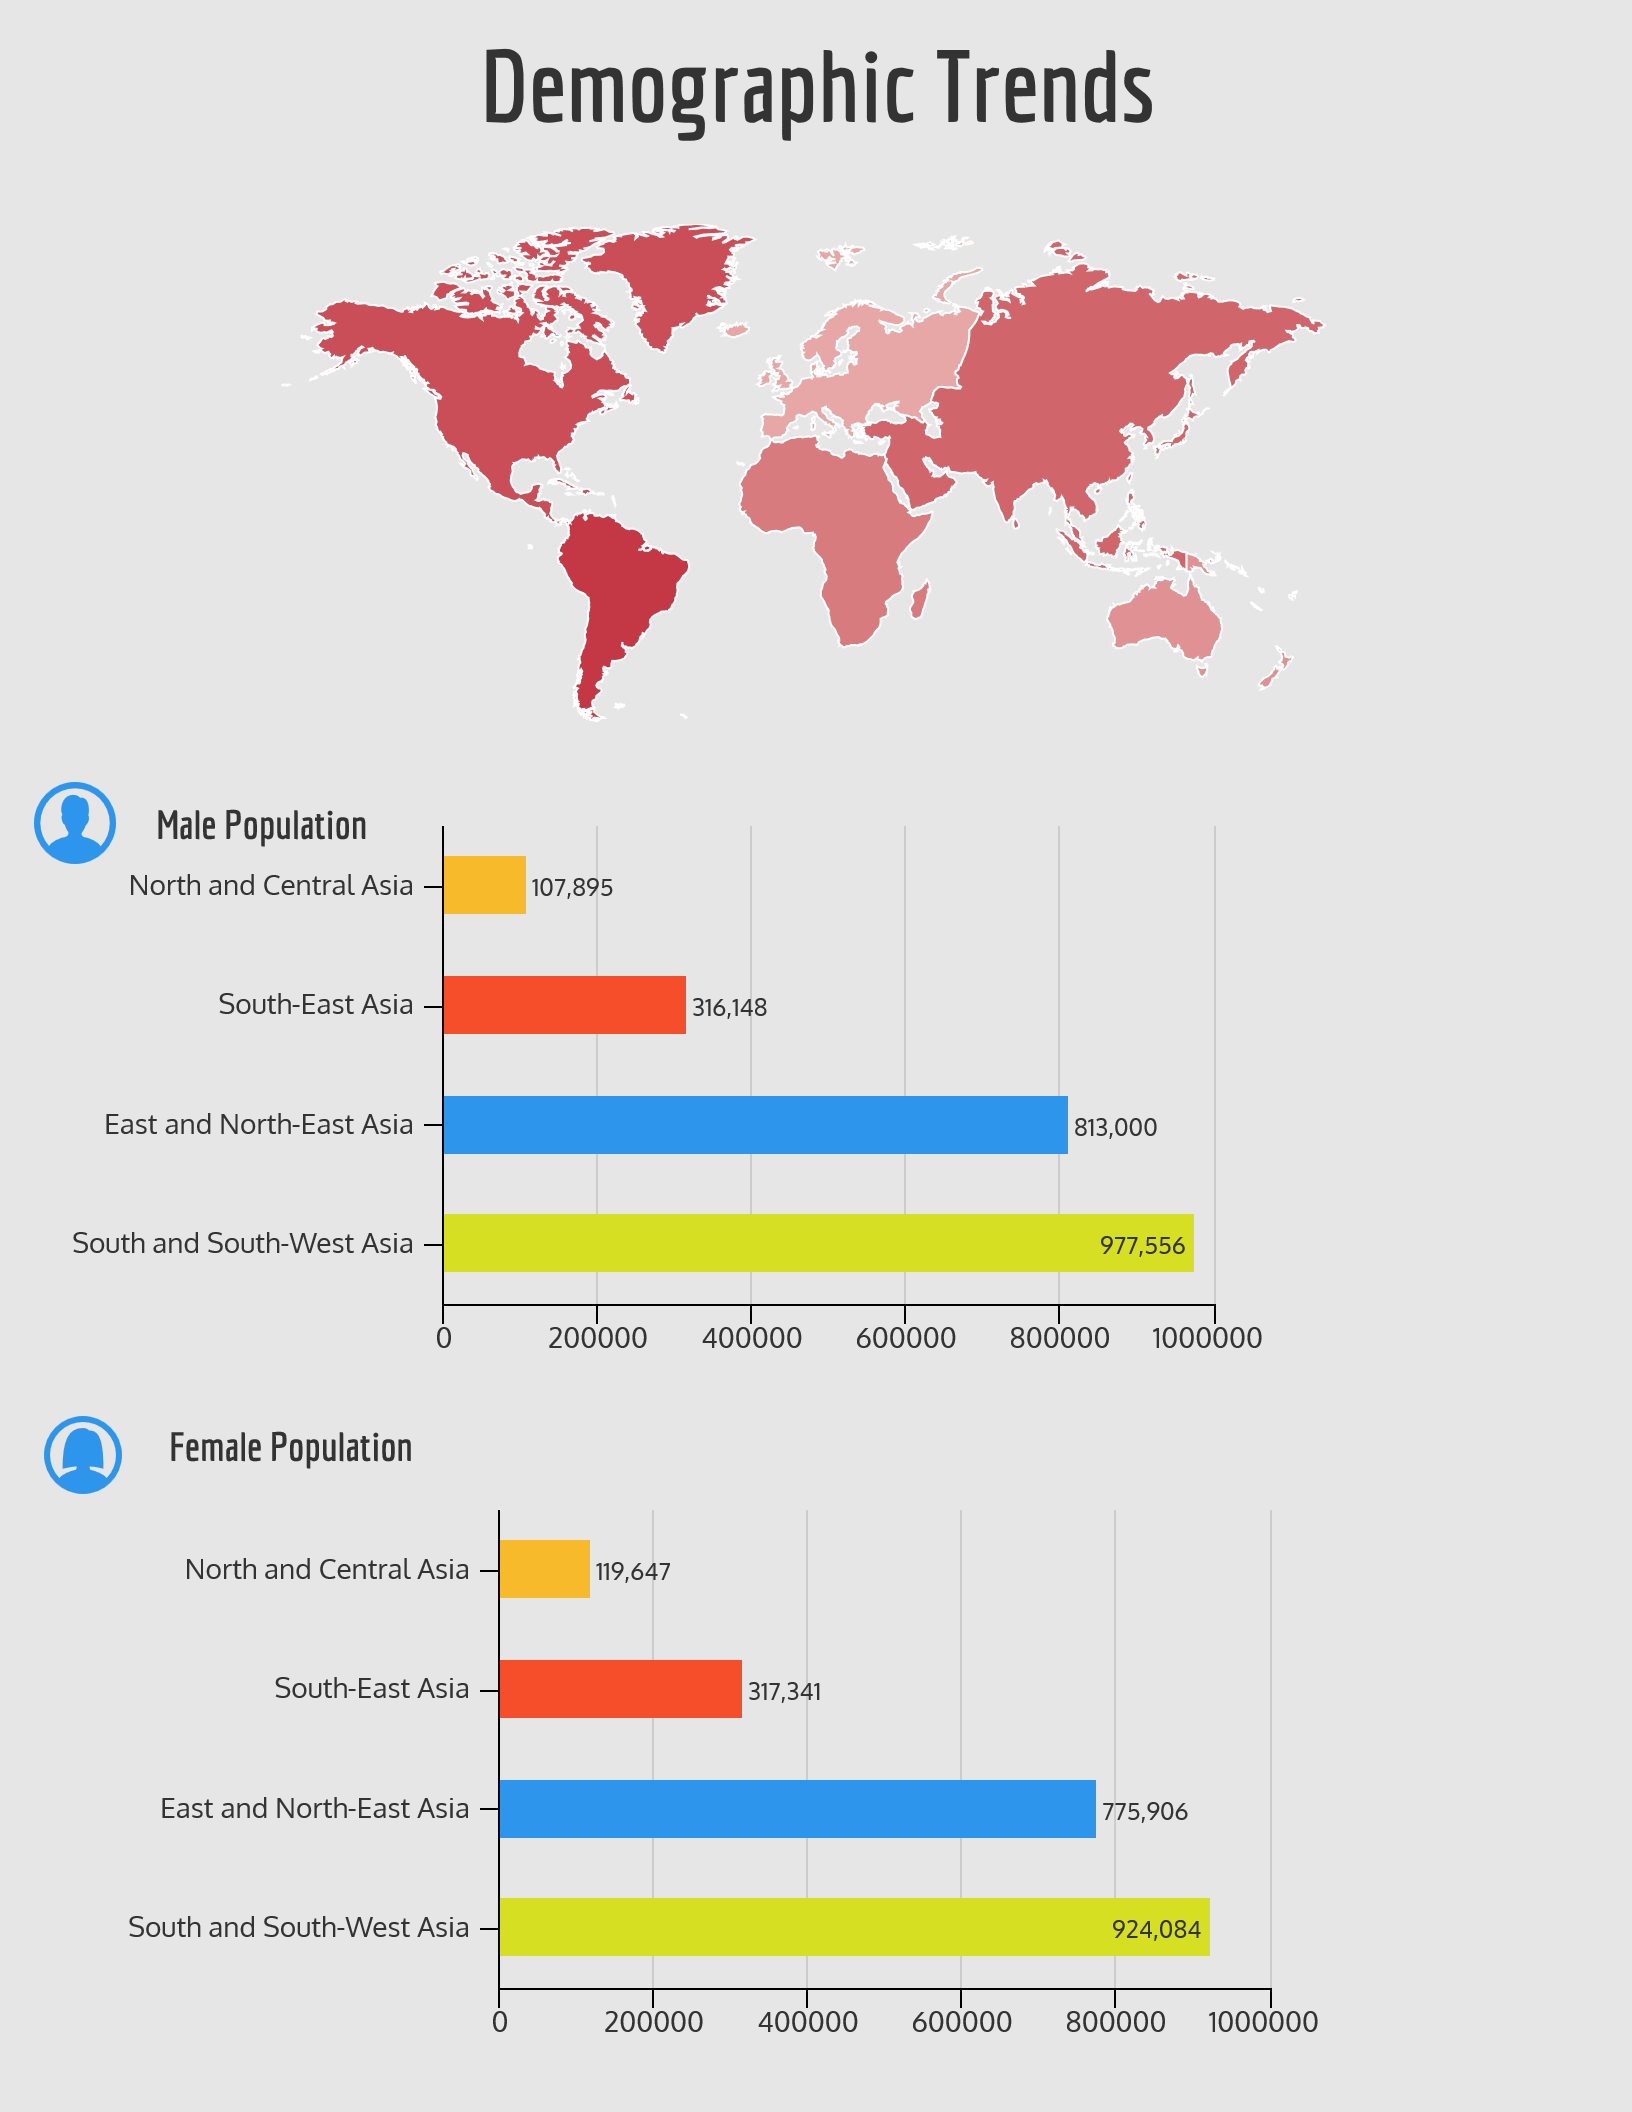 Demographic Trends
Male Population
North and Central Asia
107,895
South-East Asia
316,148
East and North-East Asia
813,000
South and South-West Asia
977,556
0 200000 400000 600000 800000 1000000
Female Population
North and Central Asia
119,647
South-East Asia
317,341
East and North-East Asia
775,906
South and South-West Asia
924,084
0 200000 400000 600000 800000 1000000